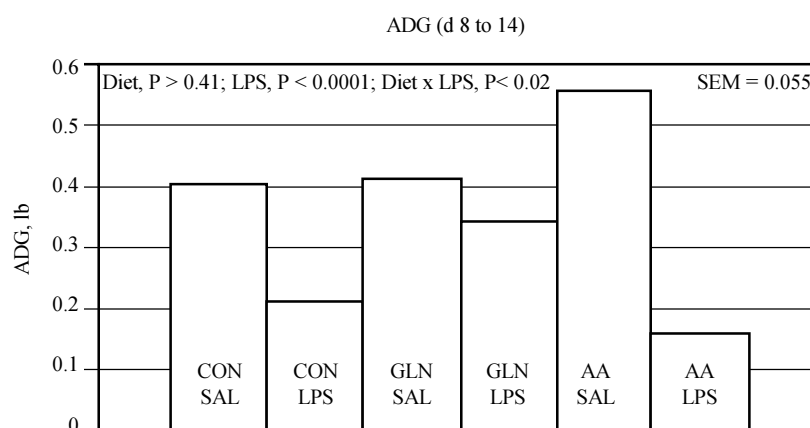 ADG (d 8 to 14)
Diet, P > 0.41; LPS, P < 0.0001; Diet x LPS, P< 0.02
SEM = 0.055
ADG, lb
0.6
0.5
0.4
0.3
0.2
0.1
0
CON
SAL
CON
LPS
GLN
SAL
GLN
LPS
AA
SAL
AA
LPS